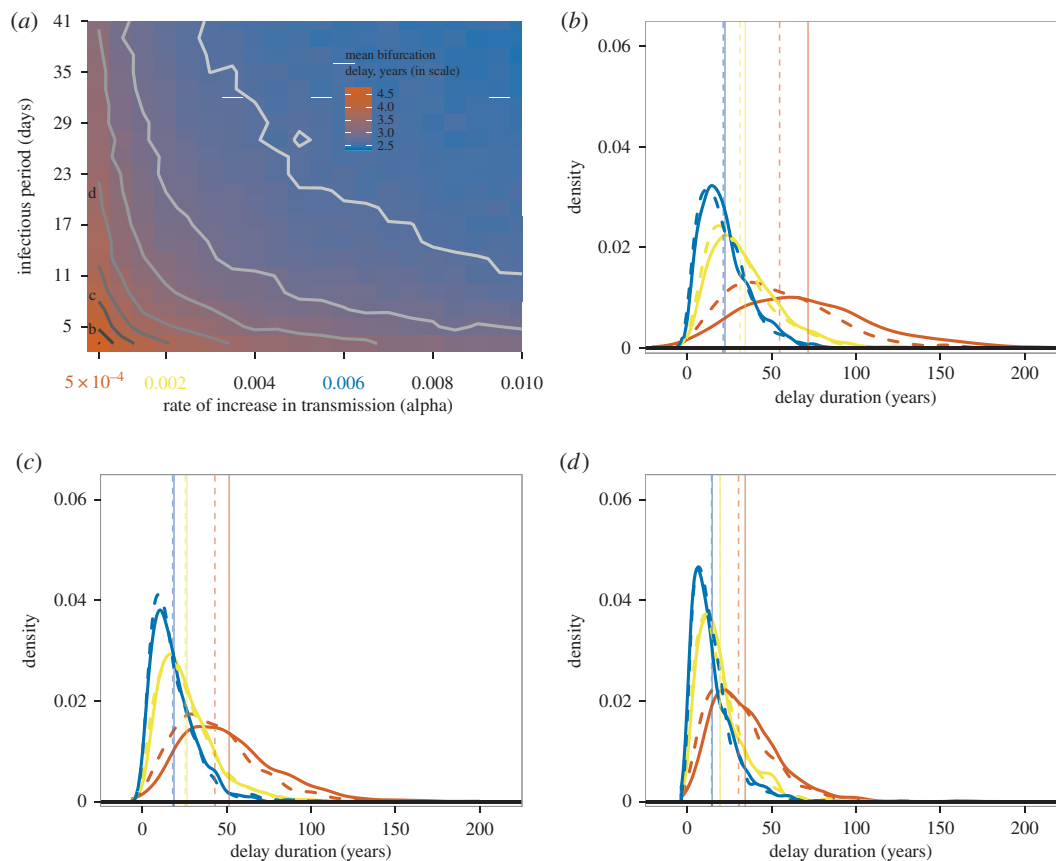 (a)
41
35
29
23
17
11
5
infectious period (days)
d
c
b
mean bifurcation
delay, years (in scale)
4.5
4.0
3.0
2.5
5 × 10⁻⁴ 0.002 0.004 0.006 0.008 0.010
rate of increase in transmission (alpha)
(b)
0.06
0.04
0.02
0
density
0 50 100 150 200
delay duration (years)
(c)
0.06
0.04
0.02
0
density
0 50 100 150 200
delay duration (years)
(d)
0.06
0.04
0.02
0
density
0 50 100 150 200
delay duration (years)